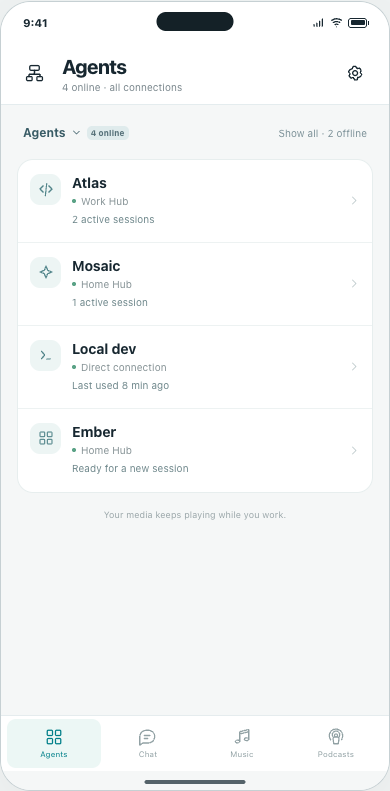 9:41
Agents
4 online · all connections
Agents
4 online
Show all · 2 offline
Atlas
Work Hub
2 active sessions
Mosaic
Home Hub
1 active session
Local dev
Direct connection
Last used 8 min ago
Ember
Home Hub
Ready for a new session
Your media keeps playing while you work.
Agents
Chat
Music
Podcasts